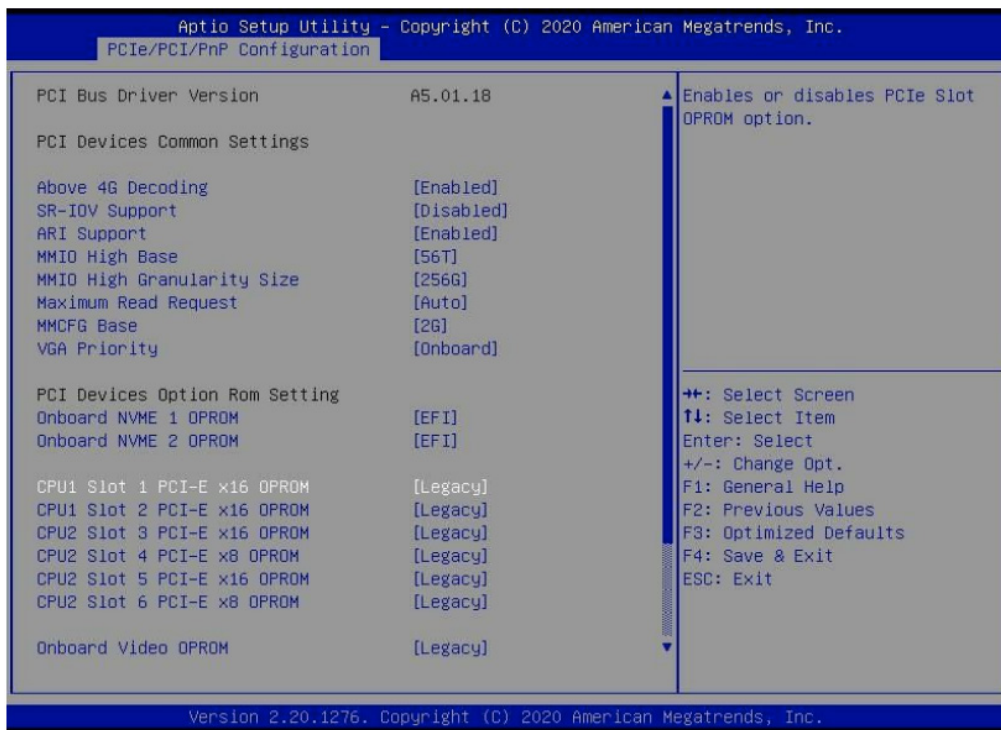 Aptio Setup Utility – Copyright (C) 2020 American Megatrends, Inc.
PCIe/PCI/PnP Configuration
PCI Bus Driver Version A5.01.18
PCI Devices Common Settings
Above 4G Decoding [Enabled]
SR-IOV Support [Disabled]
ARI Support [Enabled]
MMIO High Base [56T]
MMIO High Granularity Size [256G]
Maximum Read Request [Auto]
MMCFG Base [2G]
VGA Priority [Onboard]
PCI Devices Option Rom Setting
Onboard NVME 1 OPROM [EFI]
Onboard NVME 2 OPROM [EFI]
CPU1 Slot 1 PCI-E x16 OPROM [Legacy]
CPU1 Slot 2 PCI-E x16 OPROM [Legacy]
CPU2 Slot 3 PCI-E x16 OPROM [Legacy]
CPU2 Slot 4 PCI-E x8 OPROM [Legacy]
CPU2 Slot 5 PCI-E x16 OPROM [Legacy]
CPU2 Slot 6 PCI-E x8 OPROM [Legacy]
Onboard Video OPROM [Legacy]
Enables or disables PCIe Slot
OPROM option.
→←: Select Screen
↑↓: Select Item
Enter: Select
+/-: Change Opt.
F1: General Help
F2: Previous Values
F3: Optimized Defaults
F4: Save & Exit
ESC: Exit
Version 2.20.1276. Copyright (C) 2020 American Megatrends, Inc.